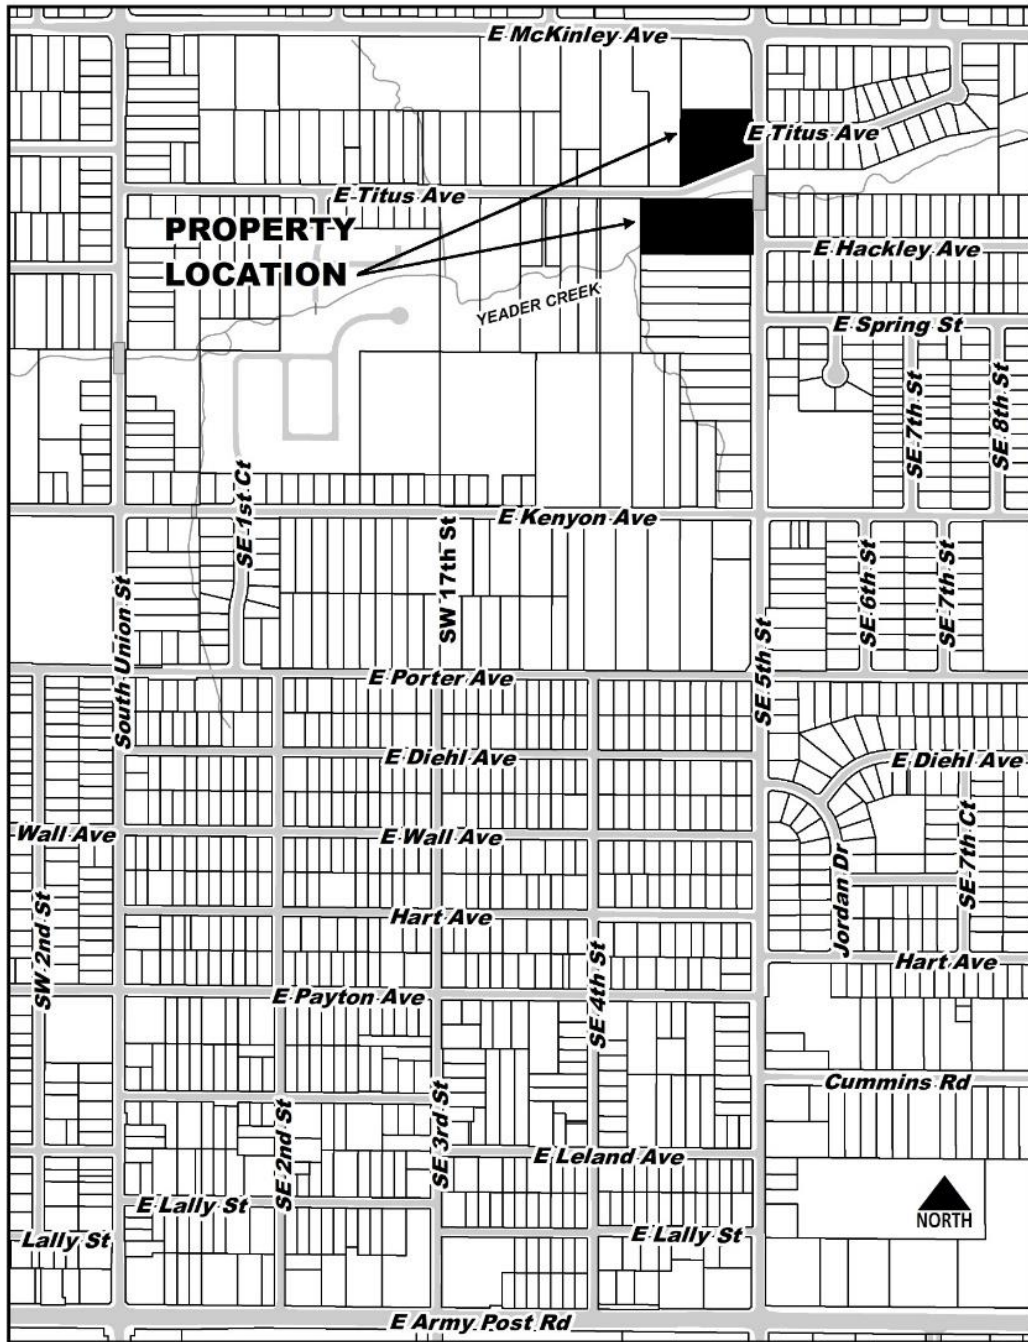 E McKinley Ave
E Titus Ave
E Titus Ave
PROPERTY
LOCATION
E Hackley Ave
YEADER CREEK
E Spring St
SE 7th St
SE 8th St
SE 1st Ct
E Kenyon Ave
SW 17th St
SE 6th St
SE 7th St
South Union St
SE 5th St
E Porter Ave
E Diehl Ave
E Diehl Ave
Wall Ave
E Wall Ave
Jordan Dr
SE 7th Ct
Hart Ave
SW 2nd St
Hart Ave
E Payton Ave
SE 4th St
Cummins Rd
SE 2nd St
SE 3rd St
E Leland Ave
E Lally St
NORTH
Lally St
E Lally St
E Army Post Rd